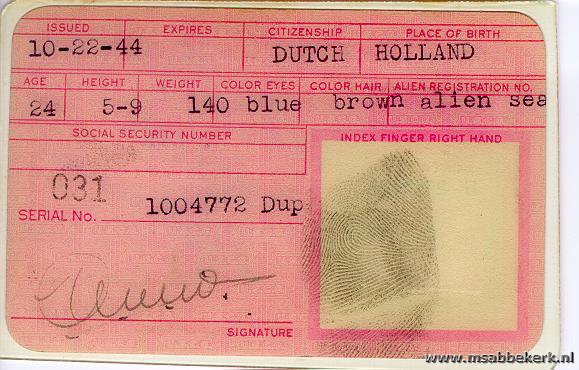 ISSUED EXPIRES CITIZENSHIP PLACE OF BIRTH
10-22-44 DUTCH HOLLAND
AGE HEIGHT WEIGHT COLOR EYES COLOR HAIR ALIEN REGISTRATION NO.
24 5-9 140 blue brown alien sea
SOCIAL SECURITY NUMBER INDEX FINGER RIGHT HAND
031
SERIAL No. 1004772 Dup
SIGNATURE
www.msabbekerk.nl